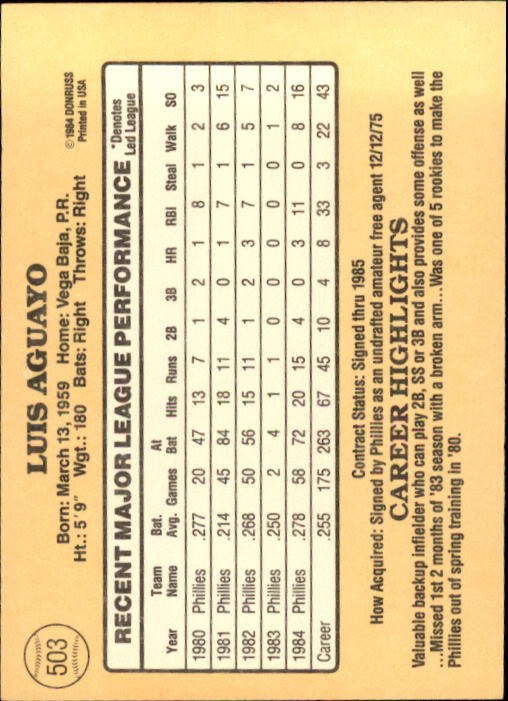 503
LUIS AGUAYO
© 1984 DONRUSS
Printed in USA
Born: March 13, 1959 Home: Vega Baja, P.R.
Ht.: 5'9" Wgt.: 180 Bats: Right Throws: Right
RECENT MAJOR LEAGUE PERFORMANCE *Denotes Led League
Year Team Name Bat. Avg. Games At Bat Hits Runs 2B 3B HR RBI Steal Walk SO
1980 Phillies .277 20 47 13 7 1 2 1 8 1 2 3
1981 Phillies .214 45 84 18 11 4 0 1 7 1 6 15
1982 Phillies .268 50 56 15 11 1 2 3 7 1 5 7
1983 Phillies .250 2 4 1 1 0 0 0 0 0 1 2
1984 Phillies .278 58 72 20 15 4 0 3 11 0 8 16
Career .255 175 263 67 45 10 4 8 33 3 22 43
Contract Status: Signed thru 1985
How Acquired: Signed by Phillies as an undrafted amateur free agent 12/12/75
CAREER HIGHLIGHTS
Valuable backup infielder who can play 2B, SS or 3B and also provides some offense as well
...Missed 1st 2 months of '83 season with a broken arm...Was one of 5 rookies to make the
Phillies out of spring training in '80.